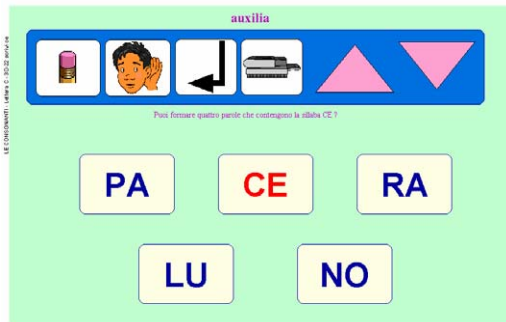 auxilia
Puoi formare quattro parole che contengono la sillaba CE ?
PA CE RA
LU NO